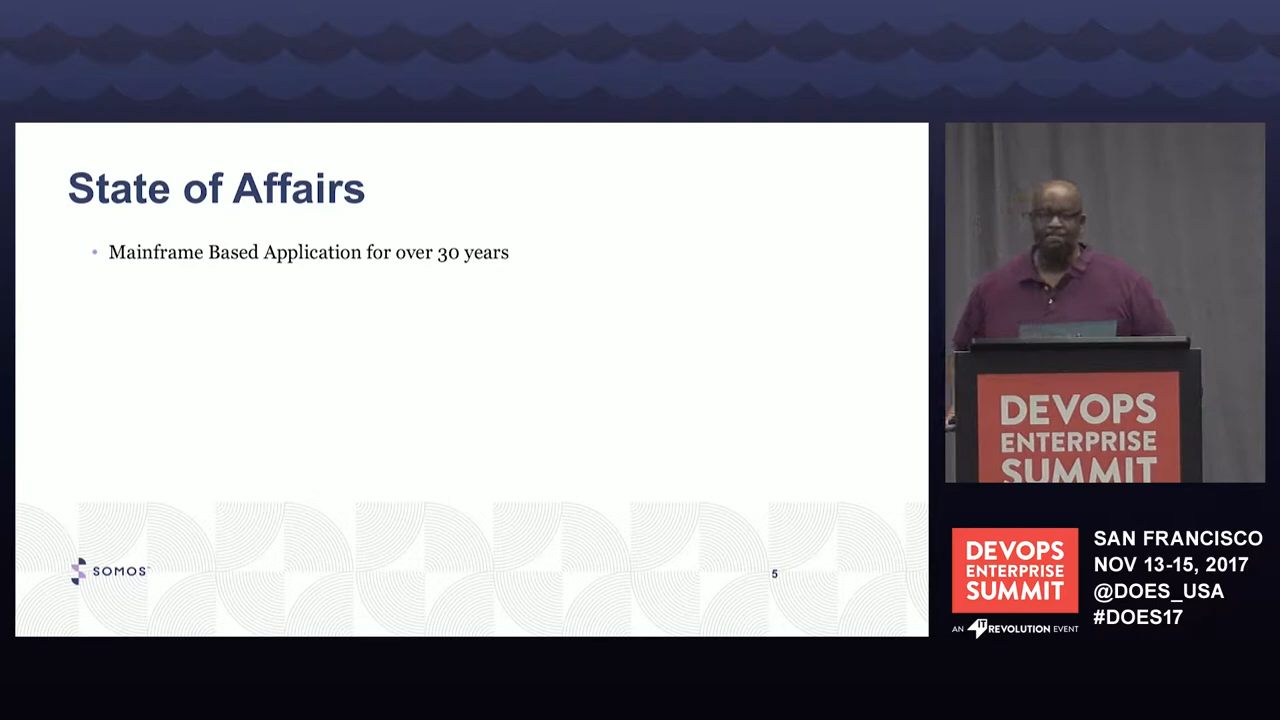 State of Affairs
• Mainframe Based Application for over 30 years
SOMOS
5
DEVOPS
ENTERPRISE
SUMMIT
DEVOPS
ENTERPRISE
SUMMIT
AN IT REVOLUTION EVENT
SAN FRANCISCO
NOV 13-15, 2017
@DOES_USA
#DOES17